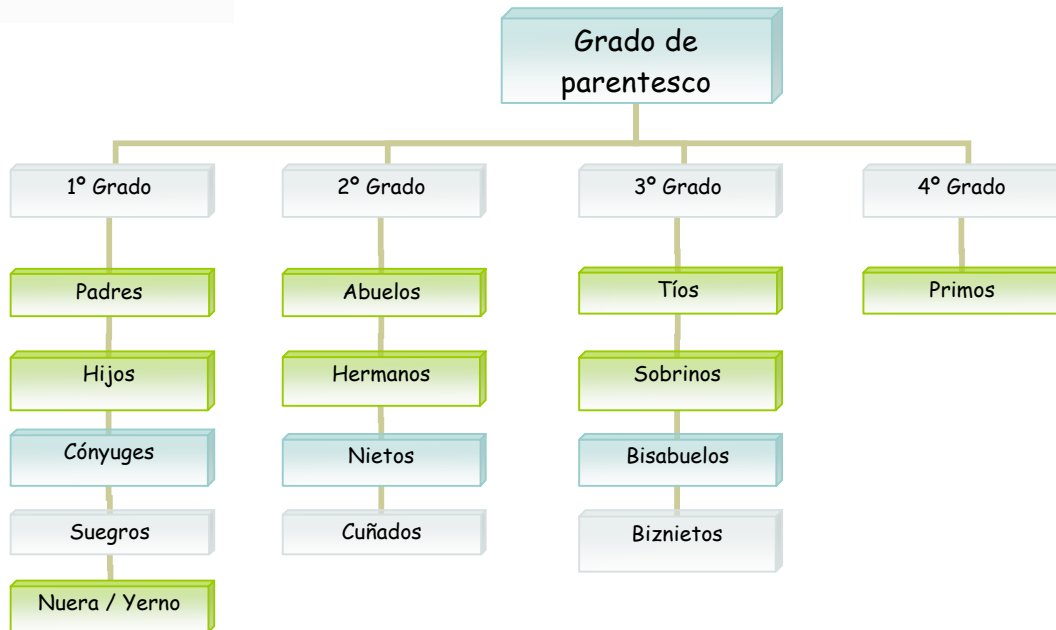 Grado de
parentesco
1º Grado
2º Grado
3º Grado
4º Grado
Padres
Abuelos
Tíos
Primos
Hijos
Hermanos
Sobrinos
Cónyuges
Nietos
Bisabuelos
Suegros
Cuñados
Biznietos
Nuera / Yerno